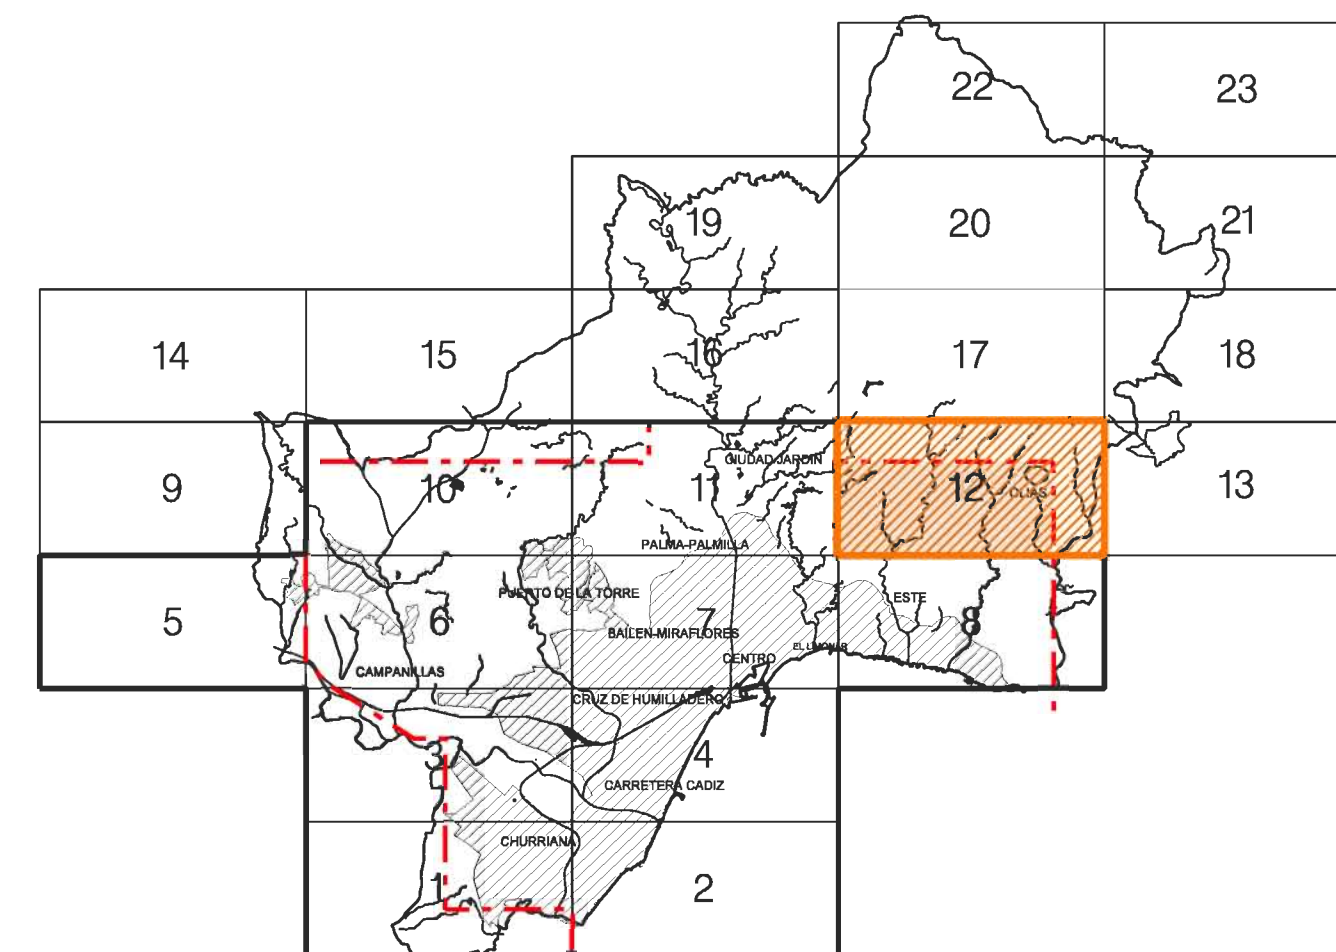 22
23
19
20
21
14
15
16
17
18
CIUDAD JARDIN
9
10
11
12
OLIAS
13
PALMA-PALMILLA
PUERTO DE LA TORRE
ESTE
5
6
7
8
BAILEN-MIRAFLORES
EL LIMONAR
CENTRO
CAMPANILLAS
CRUZ DE HUMILLADERO
3
4
CARRETERA CADIZ
CHURRIANA
1
2